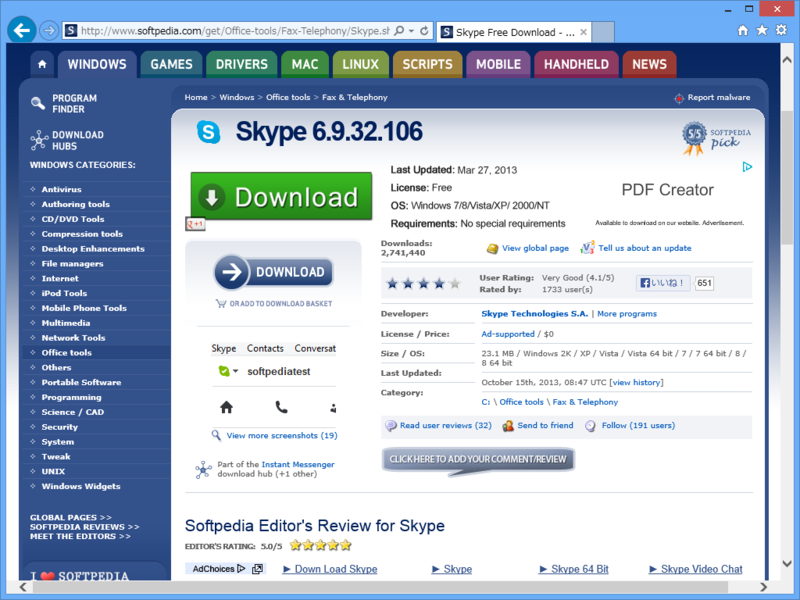 http://www.softpedia.com/get/Office-tools/Fax-Telephony/Skype.sh
Skype Free Download - ...
WINDOWS
GAMES
DRIVERS
MAC
LINUX
SCRIPTS
MOBILE
HANDHELD
NEWS
PROGRAM
FINDER
DOWNLOAD
HUBS
WINDOWS CATEGORIES:
Antivirus
Authoring tools
CD/DVD Tools
Compression tools
Desktop Enhancements
File managers
Internet
iPod Tools
Mobile Phone Tools
Multimedia
Network Tools
Office tools
Others
Portable Software
Programming
Science / CAD
Security
System
Tweak
UNIX
Windows Widgets
GLOBAL PAGES >>
SOFTPEDIA REVIEWS >>
MEET THE EDITORS >>
I ❤ SOFTPEDIA
Home > Windows > Office tools > Fax & Telephony
Report malware
Skype 6.9.32.106
5/5 SOFTPEDIA
pick
Download
+1
Last Updated: Mar 27, 2013
License: Free
OS: Windows 7/8/Vista/XP/ 2000/NT
Requirements: No special requirements
PDF Creator
Available to download on our website. Advertisement.
DOWNLOAD
OR ADD TO DOWNLOAD BASKET
Skype Contacts Conversat
softpediatest
View more screenshots (19)
Part of the Instant Messenger
download hub (+1 other)
Downloads:
2,741,440
View global page
Tell us about an update
User Rating: Very Good (4.1/5)
Rated by: 1733 user(s)
いいね！ 651
Developer: Skype Technologies S.A. | More programs
License / Price: Ad-supported / $0
Size / OS: 23.1 MB / Windows 2K / XP / Vista / Vista 64 bit / 7 / 7 64 bit / 8 /
8 64 bit
Last Updated: October 15th, 2013, 08:47 UTC [view history]
Category: C: \ Office tools \ Fax & Telephony
Read user reviews (32)
Send to friend
Follow (191 users)
CLICK HERE TO ADD YOUR COMMENT/REVIEW
Softpedia Editor's Review for Skype
EDITOR'S RATING: 5.0/5
AdChoices
► Down Load Skype
► Skype
► Skype 64 Bit
► Skype Video Chat